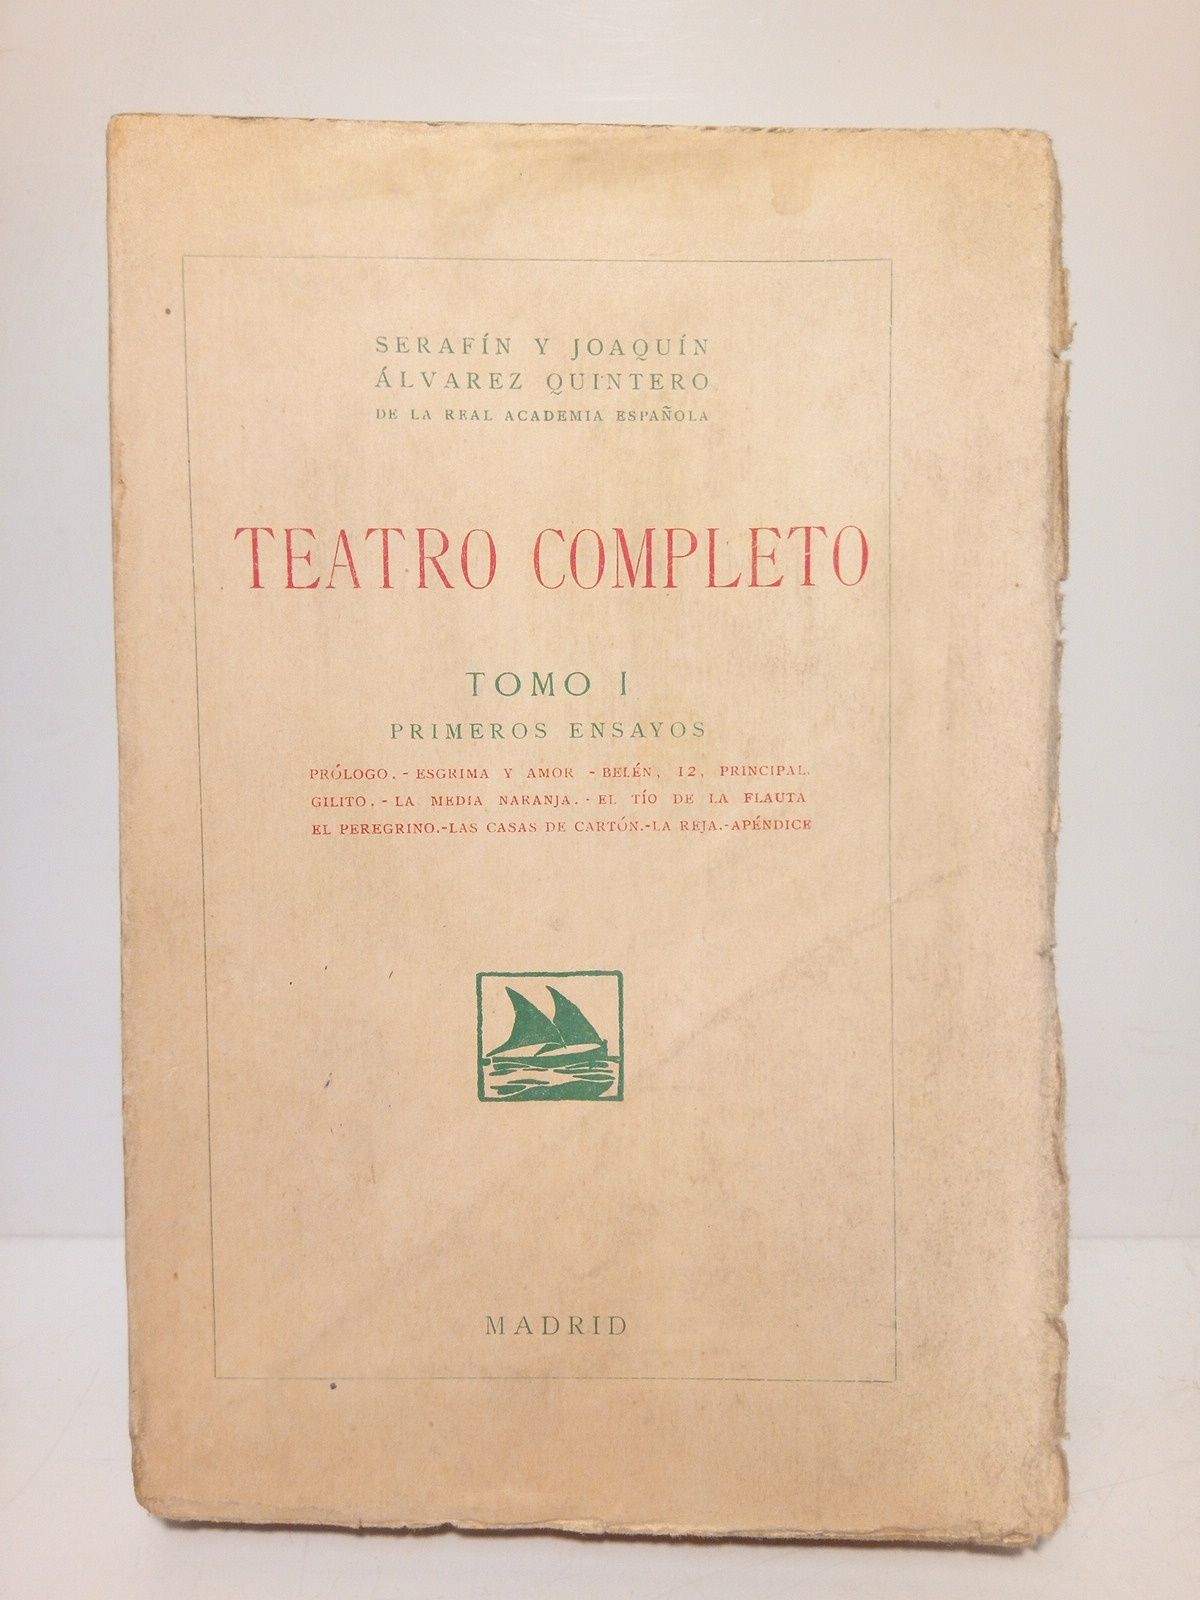 SERAFÍN Y JOAQUÍN
ÁLVAREZ QUINTERO
DE LA REAL ACADEMIA ESPAÑOLA
TEATRO COMPLETO
TOMO I
PRIMEROS ENSAYOS
PRÓLOGO.-ESGRIMA Y AMOR -BELÉN, 12, PRINCIPAL.
GILITO.-LA MEDIA NARANJA.-EL TÍO DE LA FLAUTA
EL PEREGRINO.-LAS CASAS DE CARTÓN.-LA REJA.-APÉNDICE
MADRID